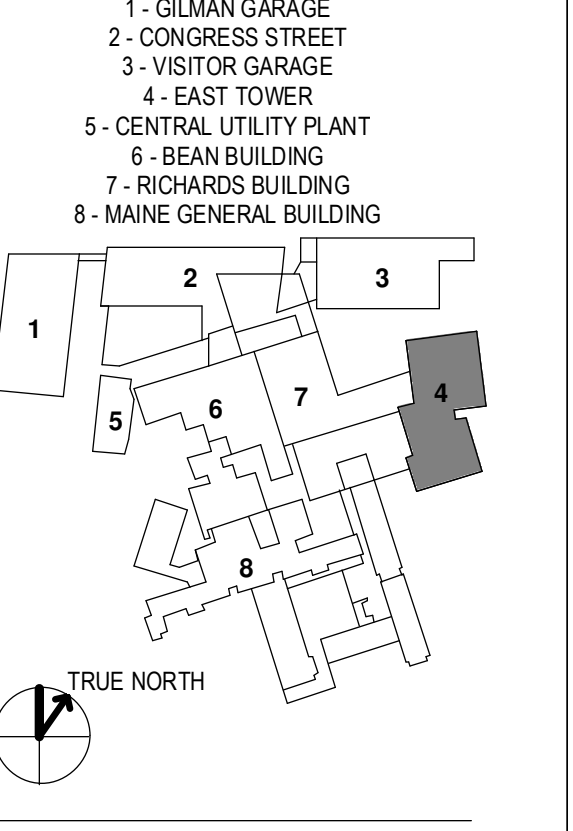 1 - GILMAN GARAGE
2 - CONGRESS STREET
3 - VISITOR GARAGE
4 - EAST TOWER
5 - CENTRAL UTILITY PLANT
6 - BEAN BUILDING
7 - RICHARDS BUILDING
8 - MAINE GENERAL BUILDING
2
3
1
4
7
6
5
8
TRUE NORTH